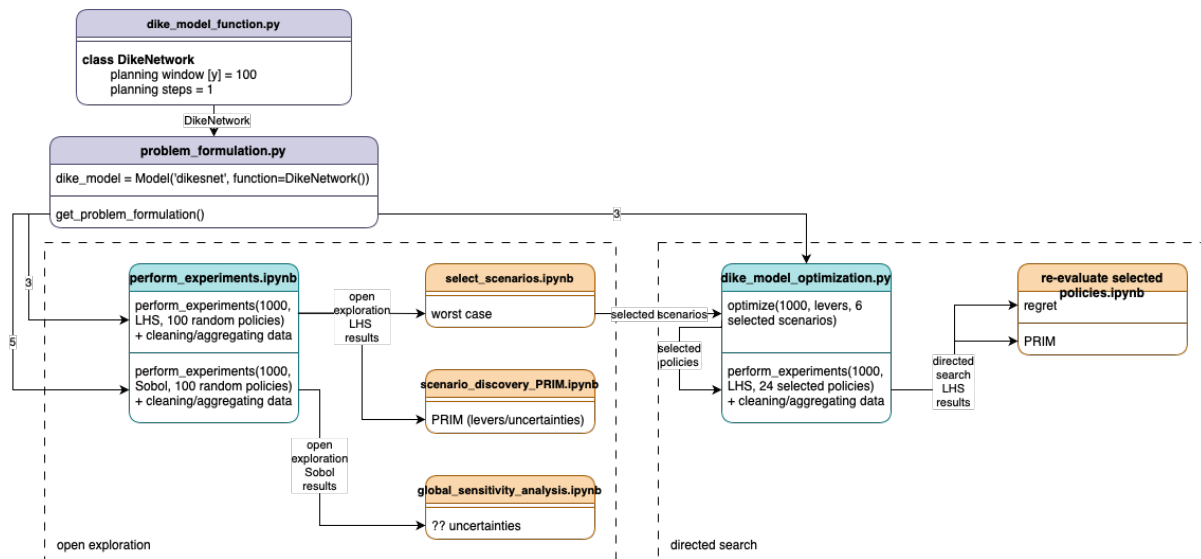 dike_model_function.py
class DikeNetwork
planning window [y] = 100
planning steps = 1
DikeNetwork
problem_formulation.py
dike_model = Model('dikesnet', function=DikeNetwork())
get_problem_formulation()
3
3
5
perform_experiments.ipynb
perform_experiments(1000,
LHS, 100 random policies)
+ cleaning/aggregating data
perform_experiments(1000,
Sobol, 100 random policies)
+ cleaning/aggregating data
open
exploration
LHS
results
open
exploration
Sobol
results
select_scenarios.ipynb
worst case
scenario_discovery_PRIM.ipynb
PRIM (levers/uncertainties)
global_sensitivity_analysis.ipynb
?? uncertainties
open exploration
selected scenarios
dike_model_optimization.py
optimize(1000, levers, 6
selected scenarios)
selected
policies
perform_experiments(1000,
LHS, 24 selected policies)
+ cleaning/aggregating data
directed
search
LHS
results
re-evaluate selected
policies.ipynb
regret
PRIM
directed search